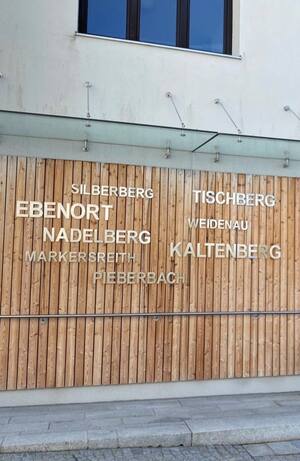 SILBERBERG
TISCHBERG
EBENORT
WEIDENAU
NADELBERG
KALTENBERG
MARKERSREITH
PIEBERBACH